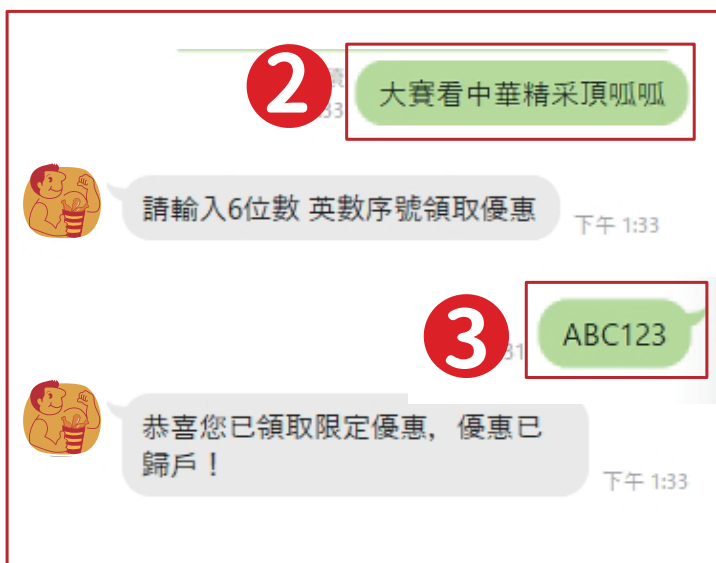 2
大賽看中華精采頂呱呱
請輸入6位數 英數序號領取優惠
下午 1:33
3
ABC123
恭喜您已領取限定優惠，優惠已
歸戶！
下午 1:33